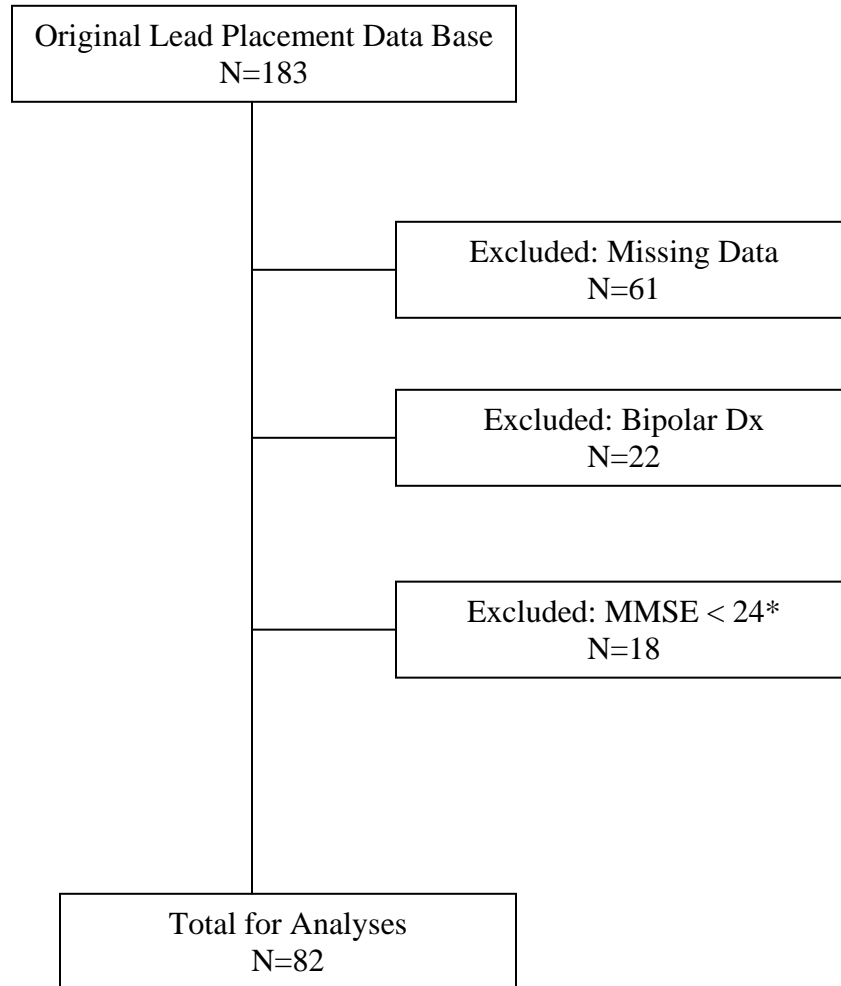 Original Lead Placement Data Base
N=183
Excluded: Missing Data
N=61
Excluded: Bipolar Dx
N=22
Excluded: MMSE < 24*
N=18
Total for Analyses
N=82